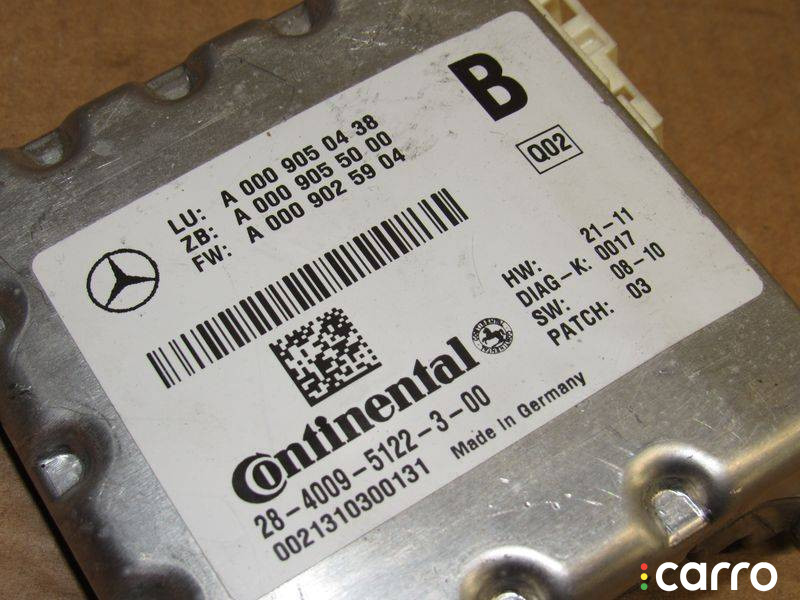 B
Q02
LU: A 000 905 04 38
ZB: A 000 905 50 00
FW: A 000 902 59 04
HW: 21-11
DIAG-K: 0017
SW: 08-10
PATCH: 03
Continental
28-4009-5122-3-00
0021310300131
Made in Germany
carro